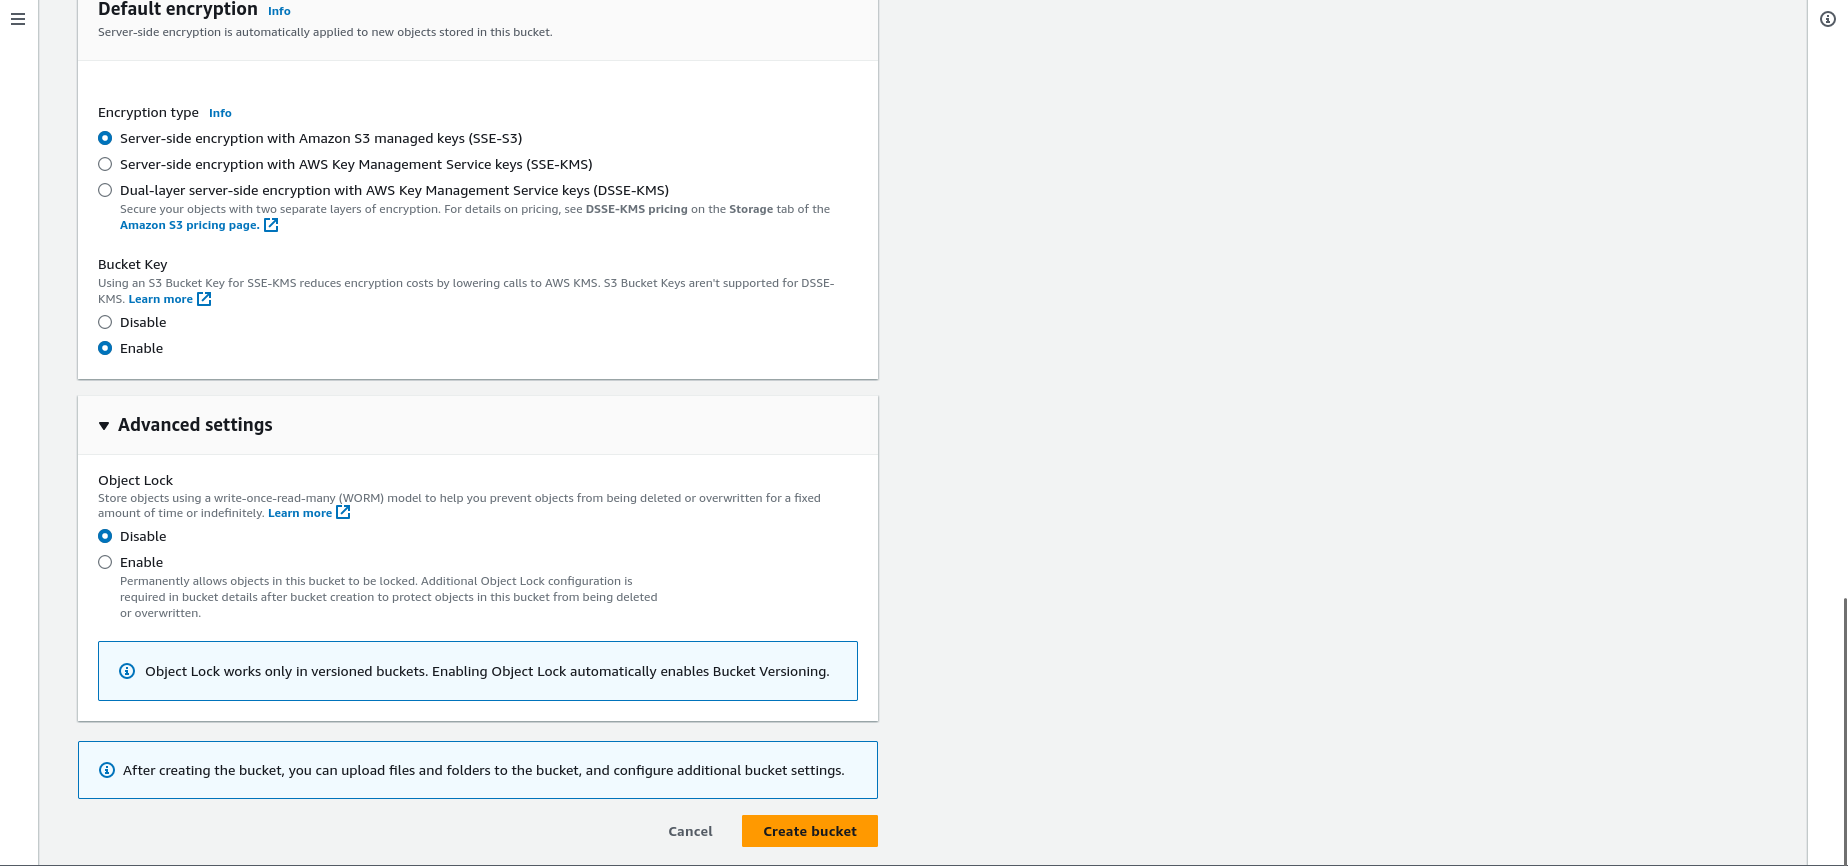 Default encryption Info
Server-side encryption is automatically applied to new objects stored in this bucket.
Encryption type Info
Server-side encryption with Amazon S3 managed keys (SSE-S3)
Server-side encryption with AWS Key Management Service keys (SSE-KMS)
Dual-layer server-side encryption with AWS Key Management Service keys (DSSE-KMS)
Secure your objects with two separate layers of encryption. For details on pricing, see DSSE-KMS pricing on the Storage tab of the
Amazon S3 pricing page.
Bucket Key
Using an S3 Bucket Key for SSE-KMS reduces encryption costs by lowering calls to AWS KMS. S3 Bucket Keys aren't supported for DSSE-
KMS. Learn more
Disable
Enable
Advanced settings
Object Lock
Store objects using a write-once-read-many (WORM) model to help you prevent objects from being deleted or overwritten for a fixed
amount of time or indefinitely. Learn more
Disable
Enable
Permanently allows objects in this bucket to be locked. Additional Object Lock configuration is
required in bucket details after bucket creation to protect objects in this bucket from being deleted
or overwritten.
Object Lock works only in versioned buckets. Enabling Object Lock automatically enables Bucket Versioning.
After creating the bucket, you can upload files and folders to the bucket, and configure additional bucket settings.
Cancel Create bucket